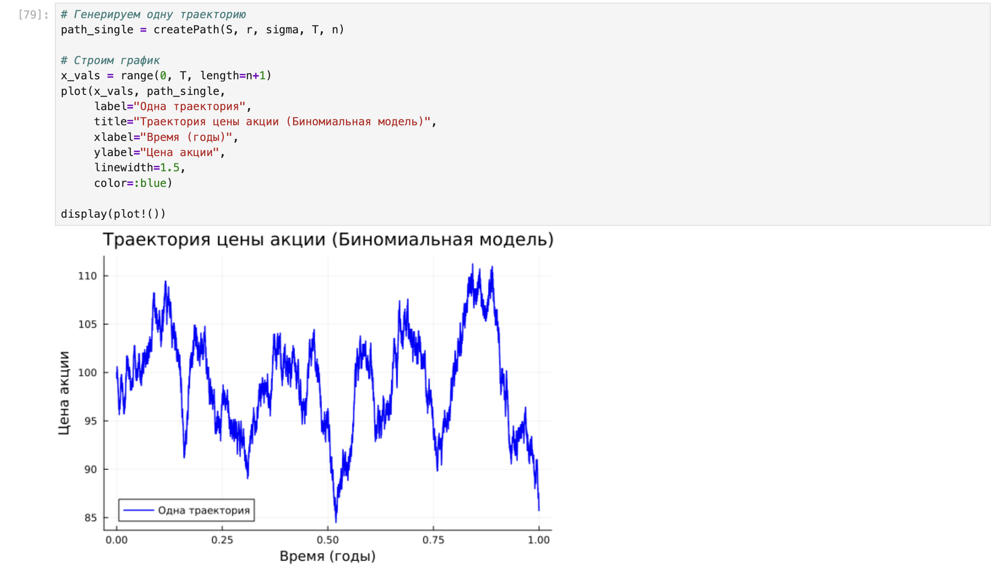 [79]:
# Генерируем одну траекторию
path_single = createPath(S, r, sigma, T, n)
# Строим график
x_vals = range(0, T, length=n+1)
plot(x_vals, path_single,
     label="Одна траектория",
     title="Траектория цены акции (Биномиальная модель)",
     xlabel="Время (годы)",
     ylabel="Цена акции",
     linewidth=1.5,
     color=:blue)
display(plot!())
Траектория цены акции (Биномиальная модель)
110
105
100
95
90
85
Цена акции
Одна траектория
0.00 0.25 0.50 0.75 1.00
Время (годы)